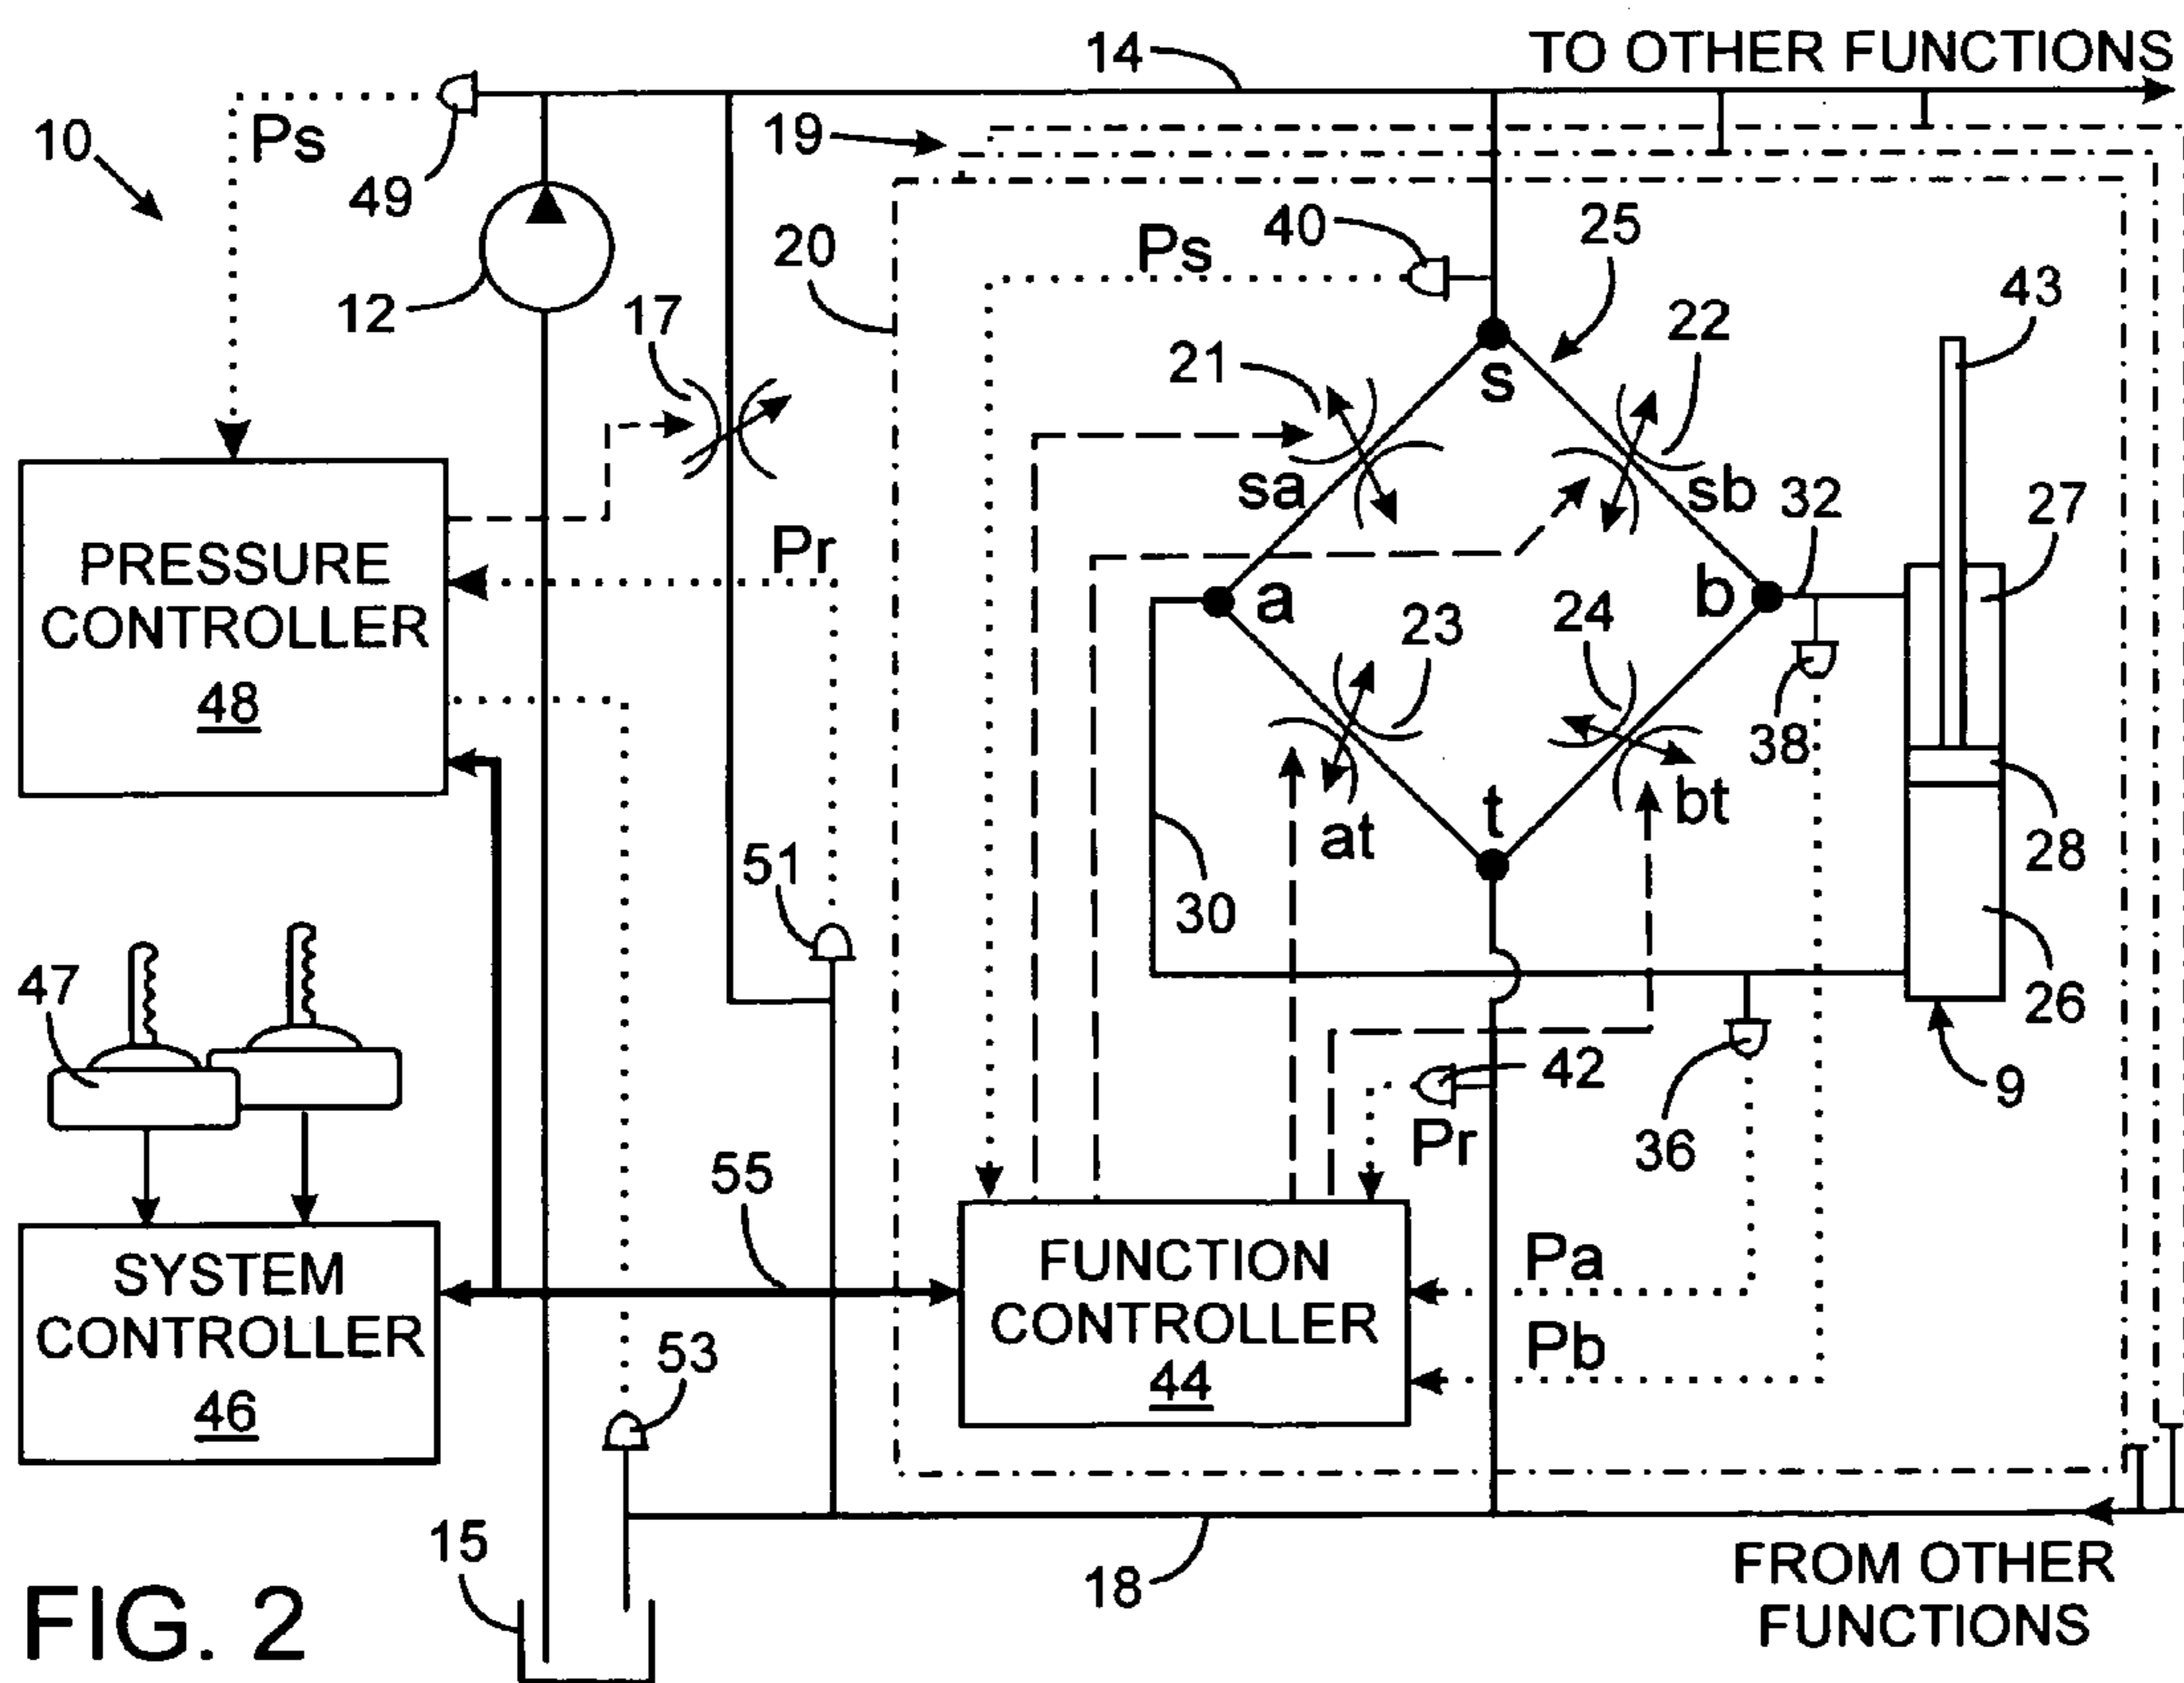 14
TO OTHER FUNCTIONS
10
Ps
49
19
12
17
20
40
25
Ps
21
22
43
s
sa
sb
32
27
PRESSURE
CONTROLLER
48
Pr
a
b
23
24
38
at
t
bt
28
51
30
26
47
42
9
Pr
36
55
SYSTEM
CONTROLLER
46
FUNCTION
CONTROLLER
44
Pa
Pb
53
15
18
FROM OTHER
FUNCTIONS
FIG. 2